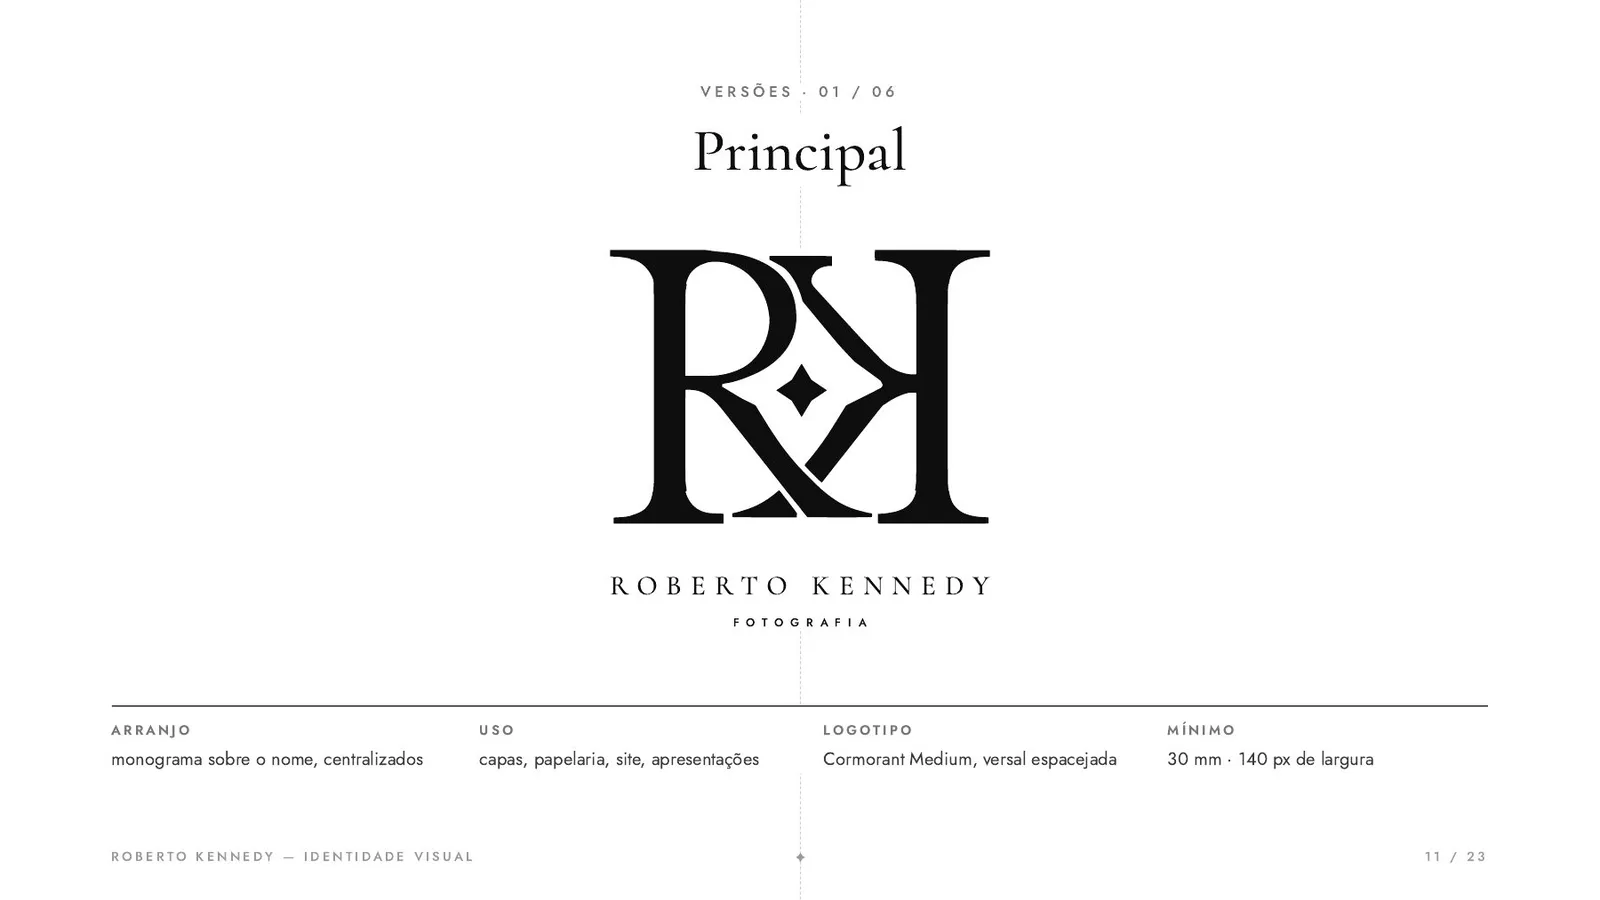 VERSÕES · 01 / 06
Principal
RK
ROBERTO KENNEDY
FOTOGRAFIA
ARRANJO
monograma sobre o nome, centralizados
USO
capas, papelaria, site, apresentações
LOGOTIPO
Cormorant Medium, versal espacejada
MÍNIMO
30 mm · 140 px de largura
ROBERTO KENNEDY — IDENTIDADE VISUAL
11 / 23